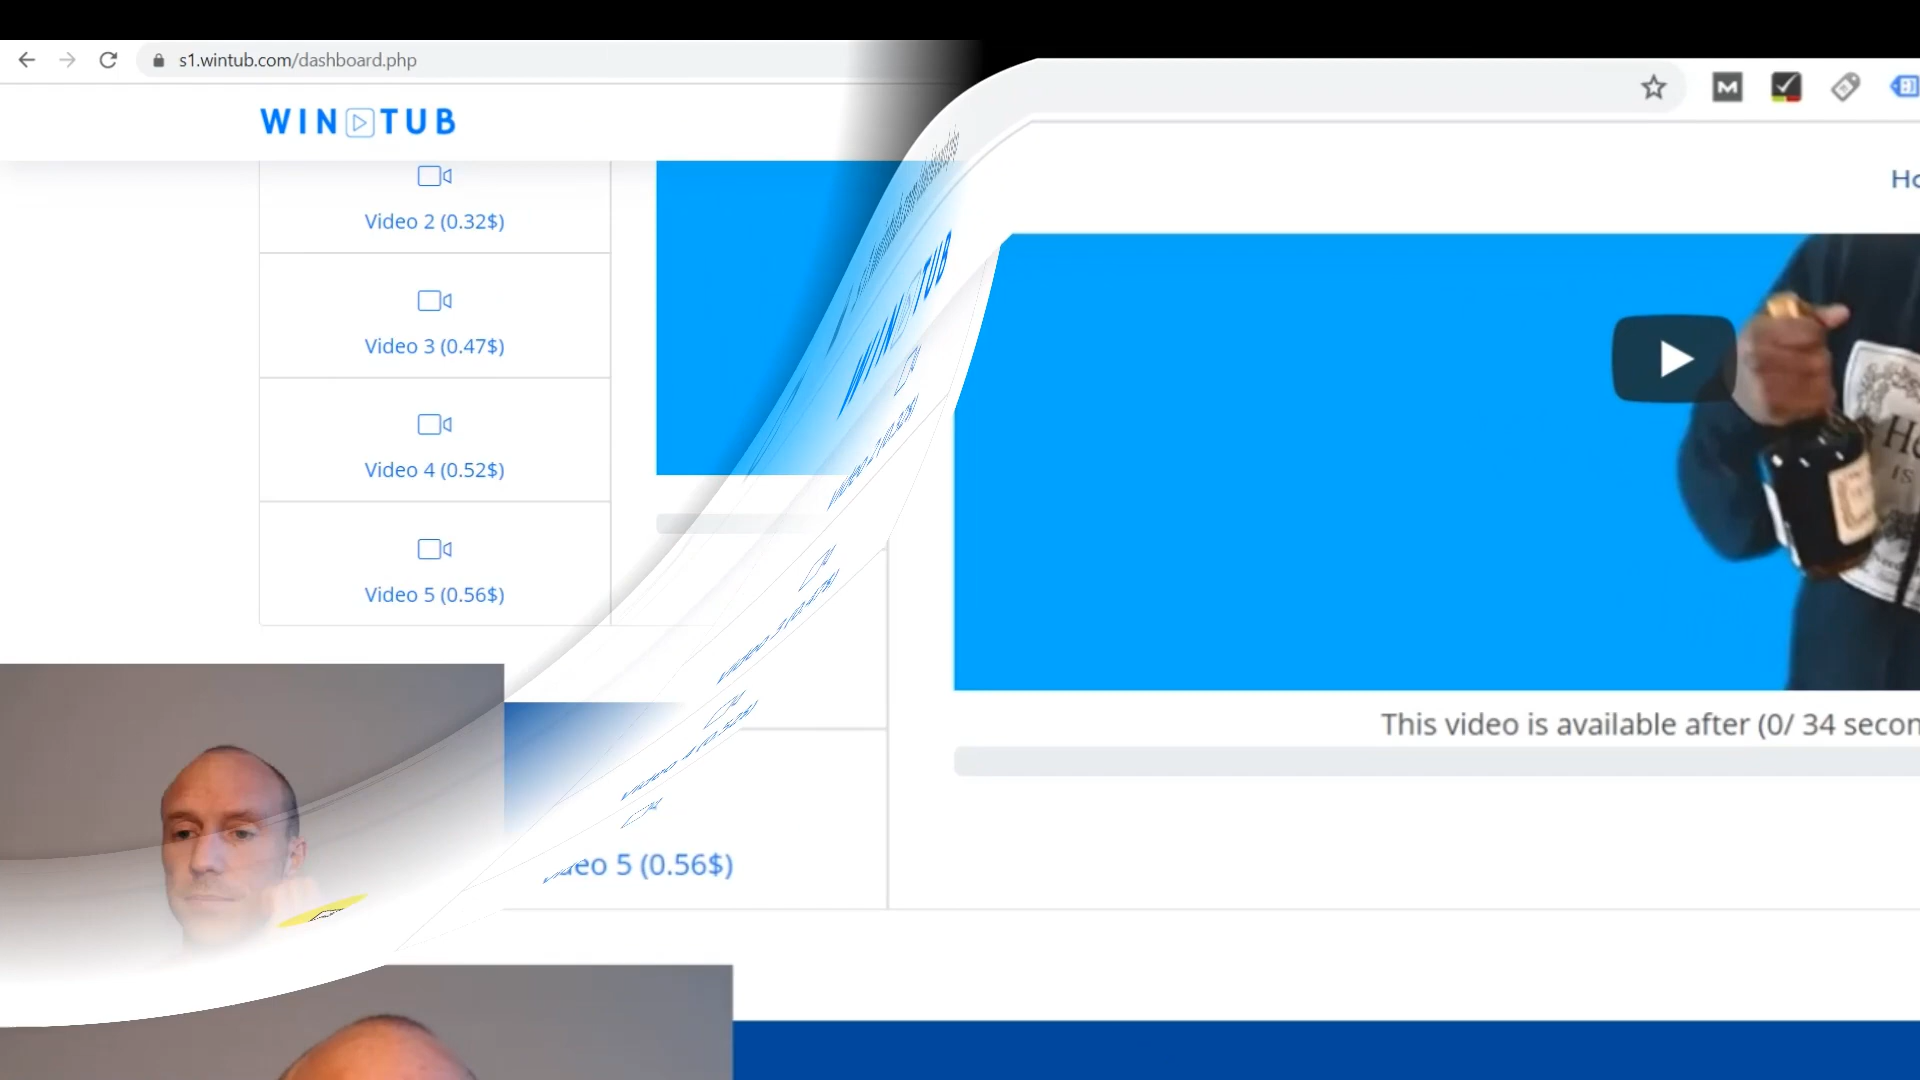 s1.wintub.com/dashboard.php
WIN TUB
Video 2 (0.32$)
Video 3 (0.47$)
Video 4 (0.52$)
Video 5 (0.56$)
This video is available after (0/ 34
5 (0.56$)